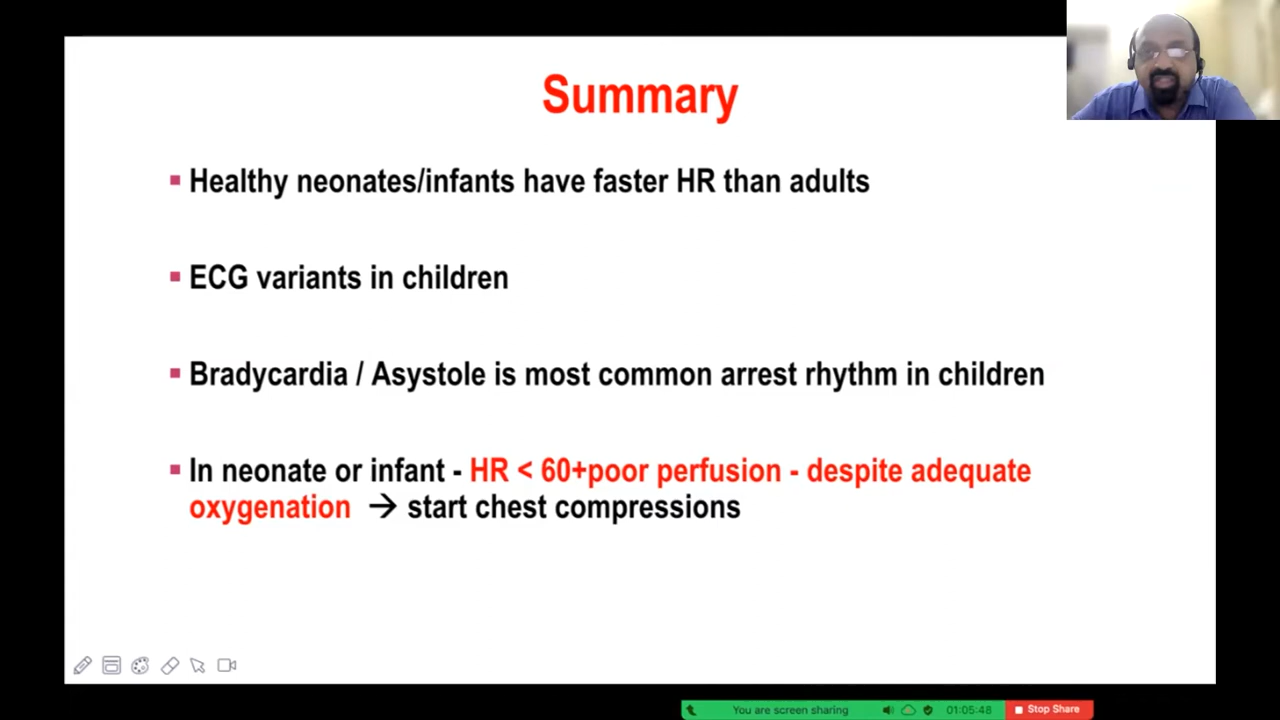 Summary
▪ Healthy neonates/infants have faster HR than adults
▪ ECG variants in children
▪ Bradycardia / Asystole is most common arrest rhythm in children
▪ In neonate or infant - HR < 60+poor perfusion - despite adequate
oxygenation → start chest compressions
You are screen sharing 01:05:48 Stop Share